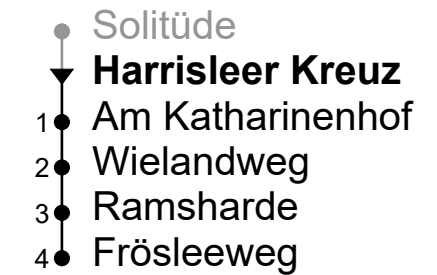 Solitüde
Harrisleer Kreuz
1 Am Katharinenhof
2 Wielandweg
3 Ramsharde
4 Frösleeweg